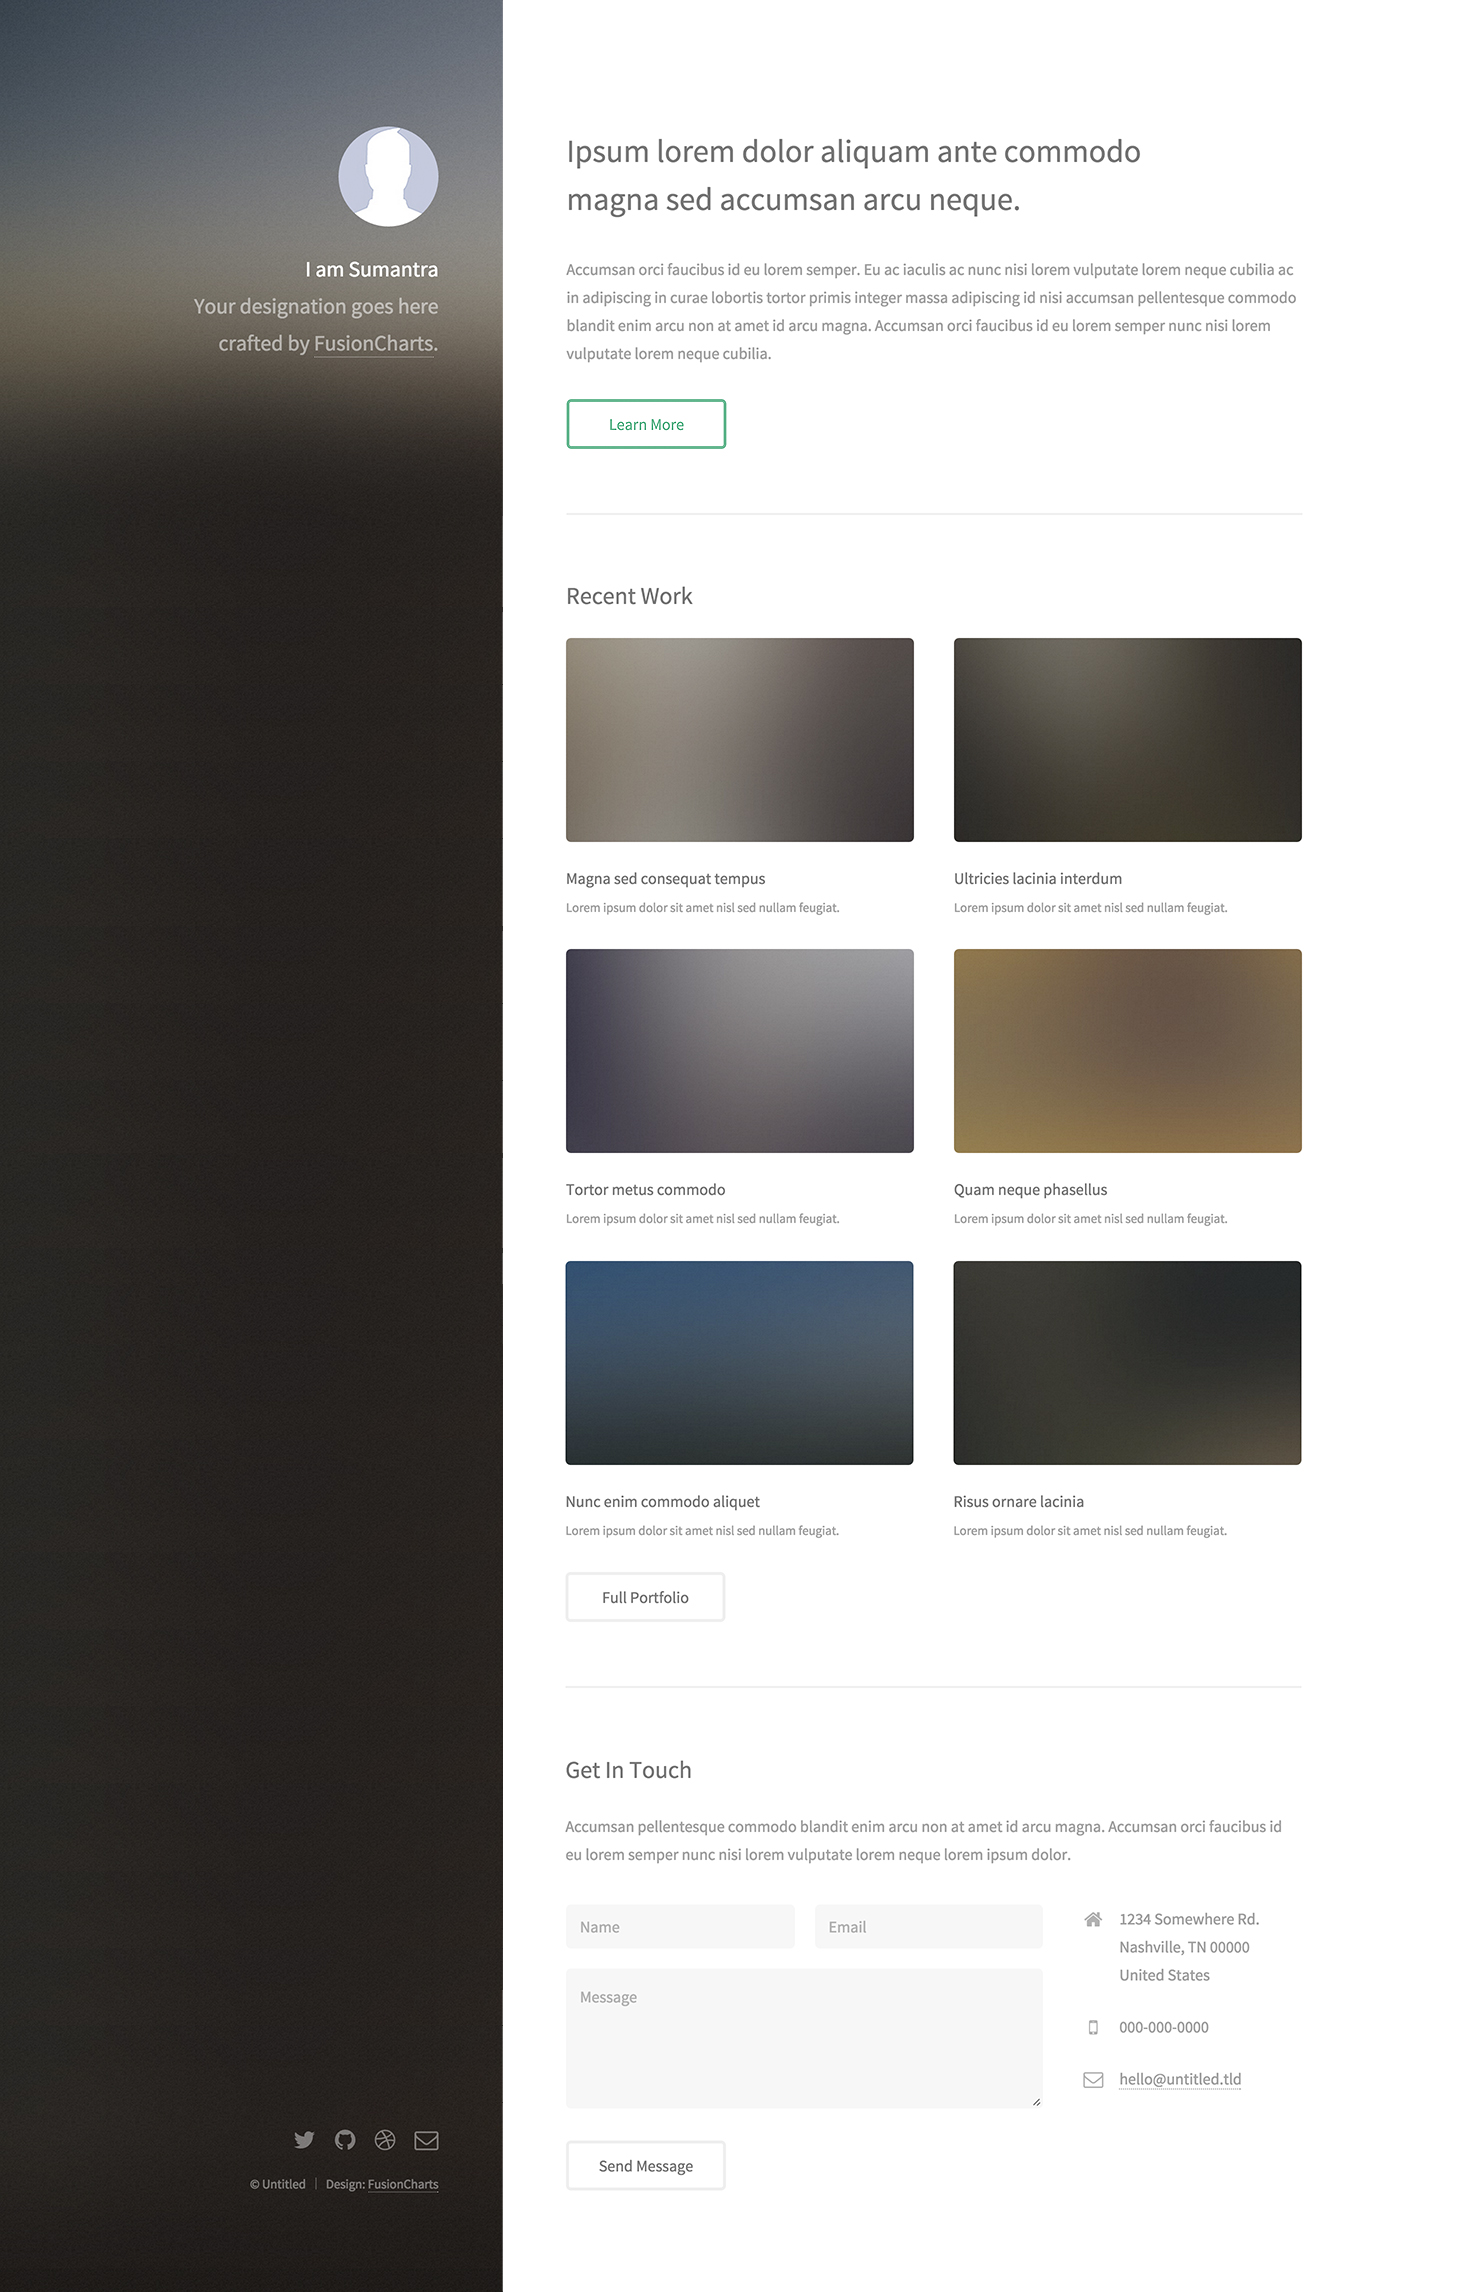 I am Sumantra
Your designation goes here
crafted by FusionCharts.
Ipsum lorem dolor aliquam ante commodo
magna sed accumsan arcu neque.
Accumsan orci faucibus id eu lorem semper. Eu ac iaculis ac nunc nisi lorem vulputate lorem neque cubilia ac
in adipiscing in curae lobortis tortor primis integer massa adipiscing id nisi accumsan pellentesque commodo
blandit enim arcu non at amet id arcu magna. Accumsan orci faucibus id eu lorem semper nunc nisi lorem
vulputate lorem neque cubilia.
Learn More
Recent Work
Magna sed consequat tempus
Lorem ipsum dolor sit amet nisl sed nullam feugiat.
Ultricies lacinia interdum
Lorem ipsum dolor sit amet nisl sed nullam feugiat.
Tortor metus commodo
Lorem ipsum dolor sit amet nisl sed nullam feugiat.
Quam neque phasellus
Lorem ipsum dolor sit amet nisl sed nullam feugiat.
Nunc enim commodo aliquet
Lorem ipsum dolor sit amet nisl sed nullam feugiat.
Risus ornare lacinia
Lorem ipsum dolor sit amet nisl sed nullam feugiat.
Full Portfolio
Get In Touch
Accumsan pellentesque commodo blandit enim arcu non at amet id arcu magna. Accumsan orci faucibus id
eu lorem semper nunc nisi lorem vulputate lorem neque lorem ipsum dolor.
Name
Email
Message
Send Message
1234 Somewhere Rd.
Nashville, TN 00000
United States
000-000-0000
hello@untitled.tld
© Untitled | Design: FusionCharts